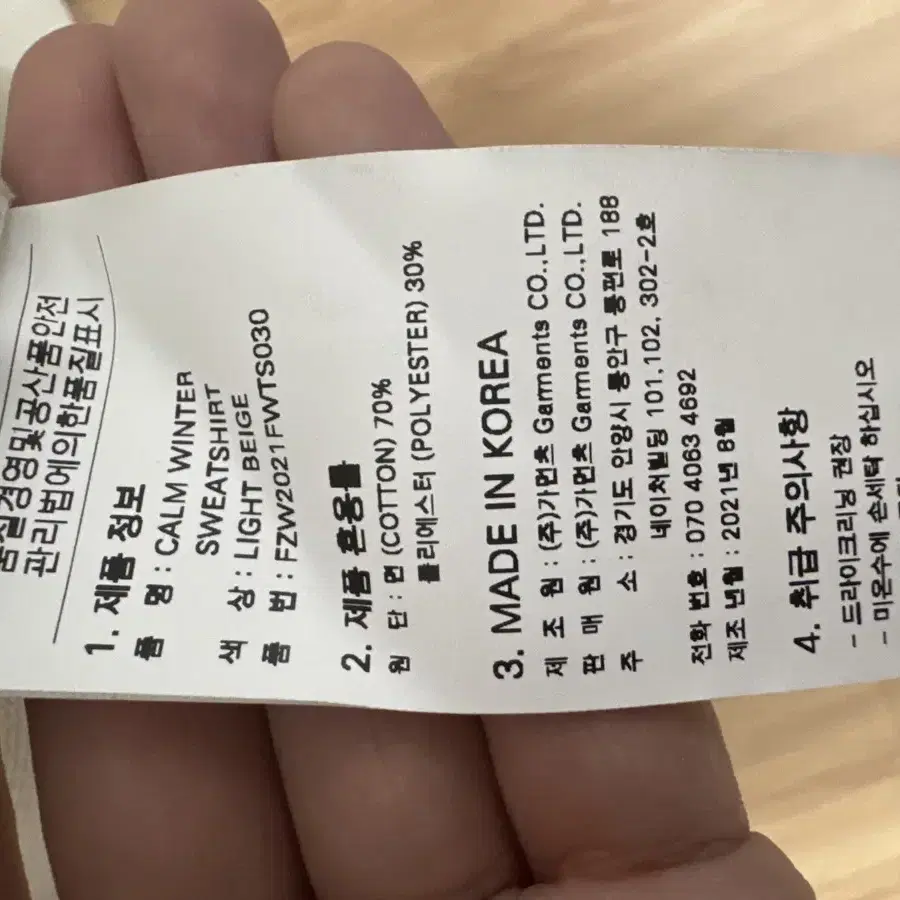 품질경영및공산품안전
관리법에의한품질표시
1. 제품 정보
품 명 : CALM WINTER
SWEATSHIRT
색 상 : LIGHT BEIGE
품 번 : FZW2021FWTS030
2. 제품 혼용률
원 단 : 면 (COTTON) 70%
폴리에스터 (POLYESTER) 30%
3. MADE IN KOREA
제 조 원 : (주)가먼츠 Garments CO.,LTD.
판 매 원 : (주)가먼츠 Garments CO.,LTD.
주 소 : 경기도 안양시 동안구 동편로 188
네이처빌딩 101,102, 302-2호
전화 번호 : 070 4063 4692
제조 년월 : 2021년 8월
4. 취급 주의사항
- 드라이크리닝 권장
- 미온수에 손세탁 하십시오